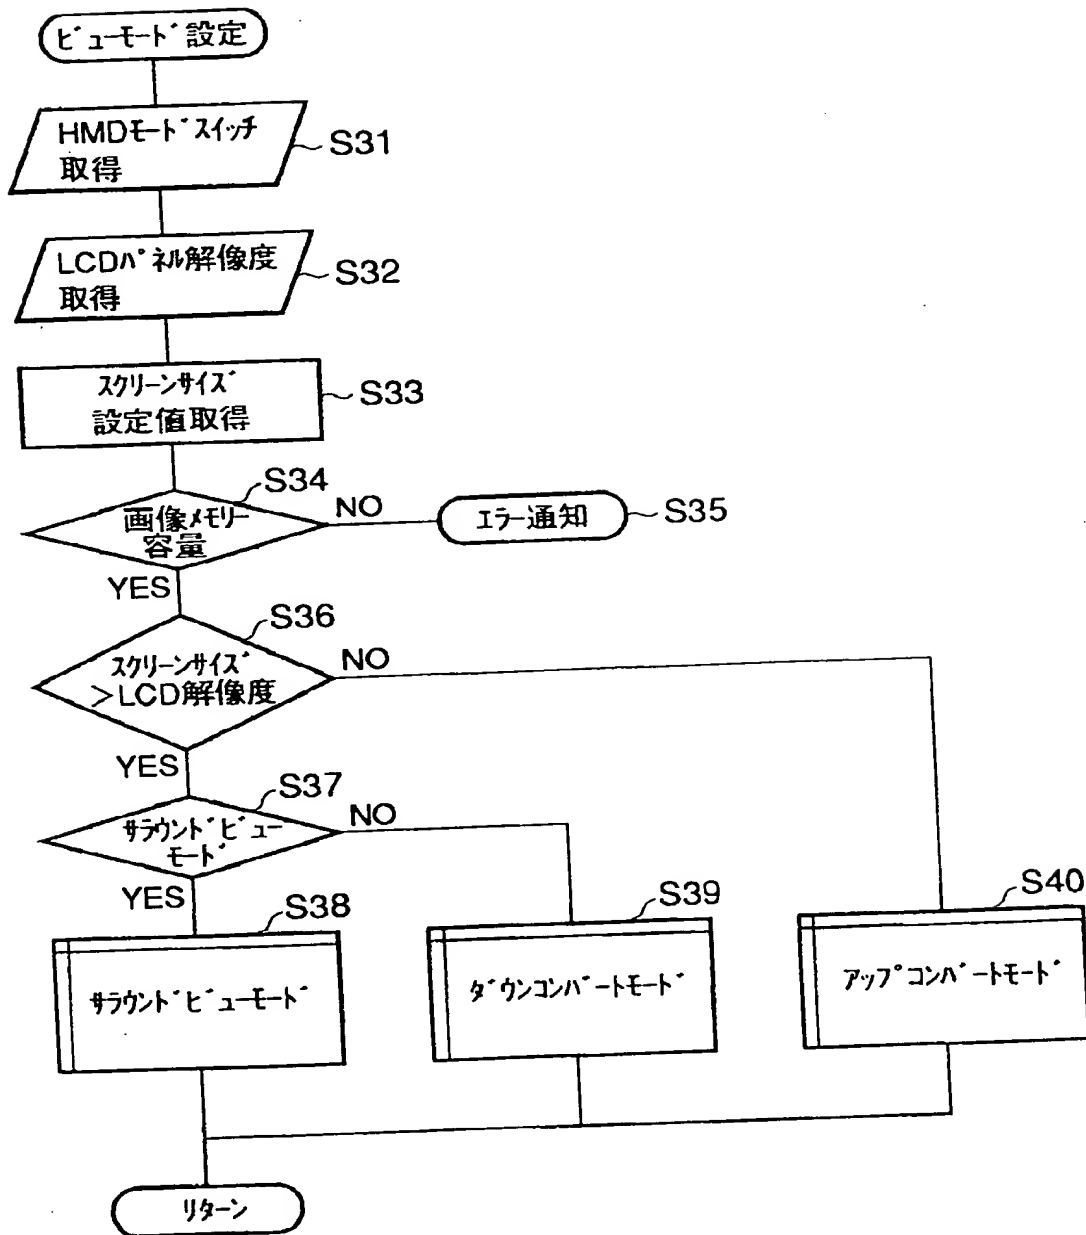 ﾋﾞｭｰﾓｰﾄﾞ設定
HMDﾓｰﾄﾞｽｲｯﾁ
取得
S31
LCDﾊﾟﾈﾙ解像度
取得
S32
ｽｸﾘｰﾝｻｲｽﾞ
設定値取得
S33
S34
画像ﾒﾓﾘｰ
容量
NO
ｴﾗｰ通知
S35
YES
S36
ｽｸﾘｰﾝｻｲｽﾞ
＞LCD解像度
NO
YES
S37
ｻﾗｳﾝﾄﾞﾋﾞｭｰ
ﾓｰﾄﾞ
NO
YES
S38
ｻﾗｳﾝﾄﾞﾋﾞｭｰﾓｰﾄﾞ
S39
ﾀﾞｳﾝｺﾝﾊﾞｰﾄﾓｰﾄﾞ
S40
ｱｯﾌﾟｺﾝﾊﾞｰﾄﾓｰﾄﾞ
ﾘﾀｰﾝ